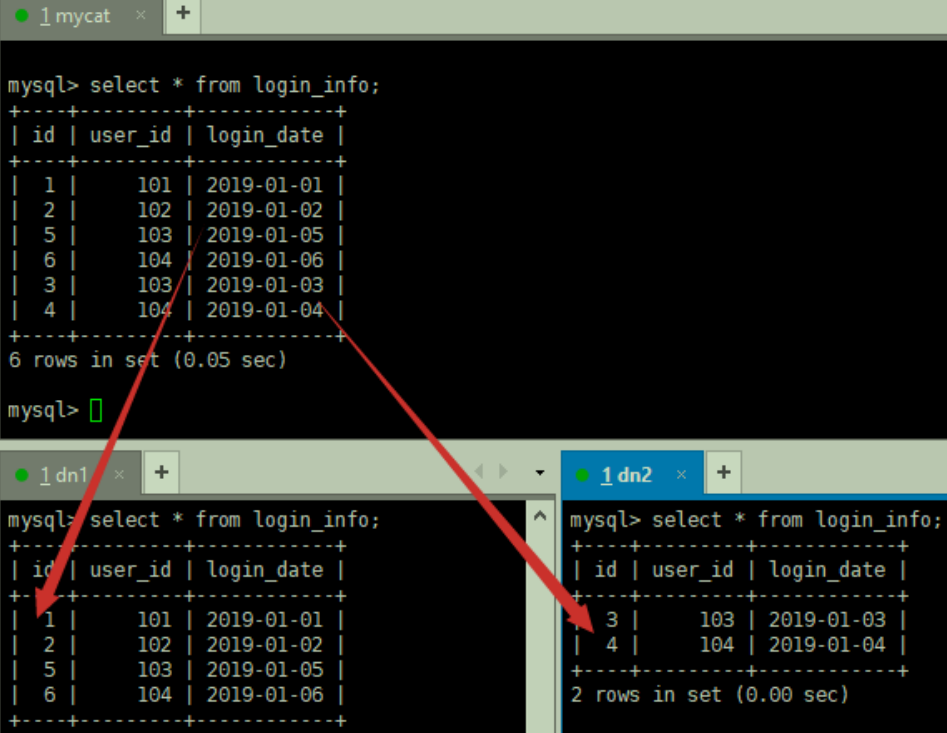 1 mycat × +
mysql> select * from login_info;
+----+---------+------------+
| id | user_id | login_date |
+----+---------+------------+
| 1 | 101 | 2019-01-01 |
| 2 | 102 | 2019-01-02 |
| 5 | 103 | 2019-01-05 |
| 6 | 104 | 2019-01-06 |
| 3 | 103 | 2019-01-03 |
| 4 | 104 | 2019-01-04 |
+----+---------+------------+
6 rows in set (0.05 sec)
mysql>
1 dn1 × +
mysql> select * from login_info;
+----+---------+------------+
| id | user_id | login_date |
+----+---------+------------+
| 1 | 101 | 2019-01-01 |
| 2 | 102 | 2019-01-02 |
| 5 | 103 | 2019-01-05 |
| 6 | 104 | 2019-01-06 |
+----+---------+------------+
1 dn2 × +
mysql> select * from login_info;
+----+---------+------------+
| id | user_id | login_date |
+----+---------+------------+
| 3 | 103 | 2019-01-03 |
| 4 | 104 | 2019-01-04 |
+----+---------+------------+
2 rows in set (0.00 sec)